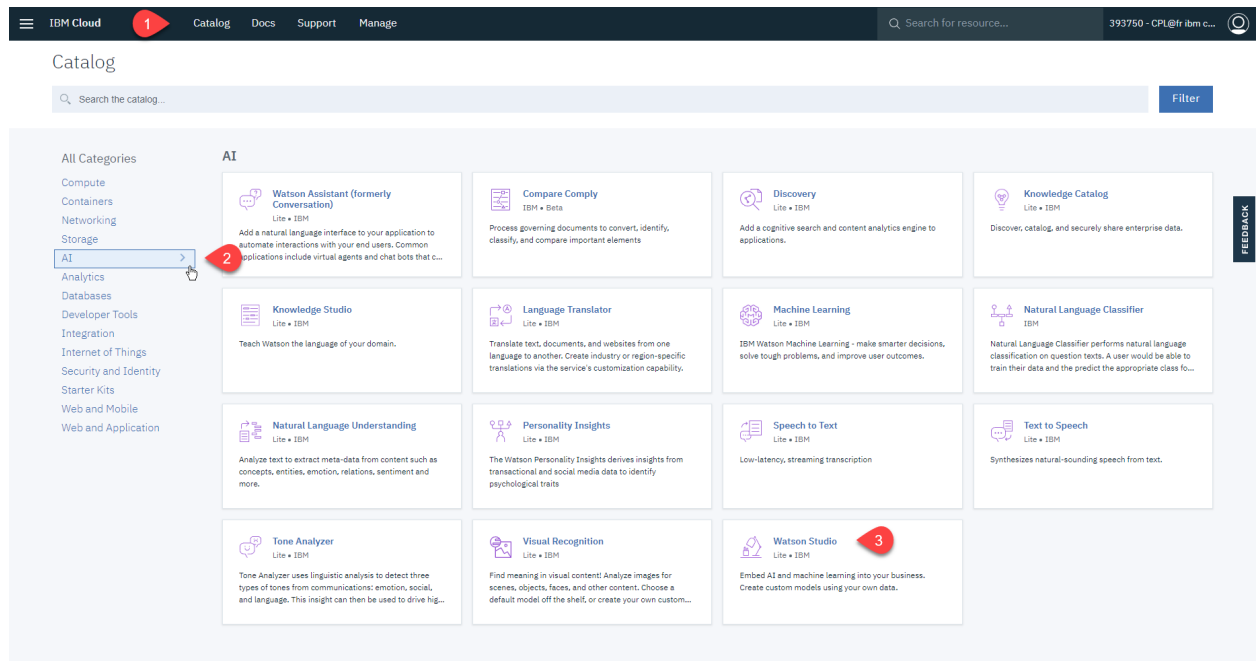 IBM Cloud
1
Catalog
Docs
Support
Manage
Search for resource...
393750 - CPL@fr ibm c...
Catalog
Search the catalog...
Filter
All Categories
Compute
Containers
Networking
Storage
AI
2
Analytics
Databases
Developer Tools
Integration
Internet of Things
Security and Identity
Starter Kits
Web and Mobile
Web and Application
AI
Watson Assistant (formerly
Conversation)
Lite • IBM
Add a natural language interface to your application to
automate interactions with your end users. Common
applications include virtual agents and chat bots that c...
Compare Comply
IBM • Beta
Process governing documents to convert, identify,
classify, and compare important elements
Discovery
Lite • IBM
Add a cognitive search and content analytics engine to
applications.
Knowledge Catalog
Lite • IBM
Discover, catalog, and securely share enterprise data.
Knowledge Studio
Lite • IBM
Teach Watson the language of your domain.
Language Translator
Lite • IBM
Translate text, documents, and websites from one
language to another. Create industry or region-specific
translations via the service's customization capability.
Machine Learning
Lite • IBM
IBM Watson Machine Learning - make smarter decisions,
solve tough problems, and improve user outcomes.
Natural Language Classifier
IBM
Natural Language Classifier performs natural language
classification on question texts. A user would be able to
train their data and the predict the appropriate class fo...
Natural Language Understanding
Lite • IBM
Analyze text to extract meta-data from content such as
concepts, entities, emotion, relations, sentiment and
more.
Personality Insights
Lite • IBM
The Watson Personality Insights derives insights from
transactional and social media data to identify
psychological traits
Speech to Text
Lite • IBM
Low-latency, streaming transcription
Text to Speech
Lite • IBM
Synthesizes natural-sounding speech from text.
Tone Analyzer
Lite • IBM
Tone Analyzer uses linguistic analysis to detect three
types of tones from communications: emotion, social,
and language. This insight can then be used to drive hig...
Visual Recognition
Lite • IBM
Find meaning in visual content! Analyze images for
scenes, objects, faces, and other content. Choose a
default model off the shelf, or create your own custom...
Watson Studio
3
Lite • IBM
Embed AI and machine learning into your business.
Create custom models using your own data.
FEEDBACK